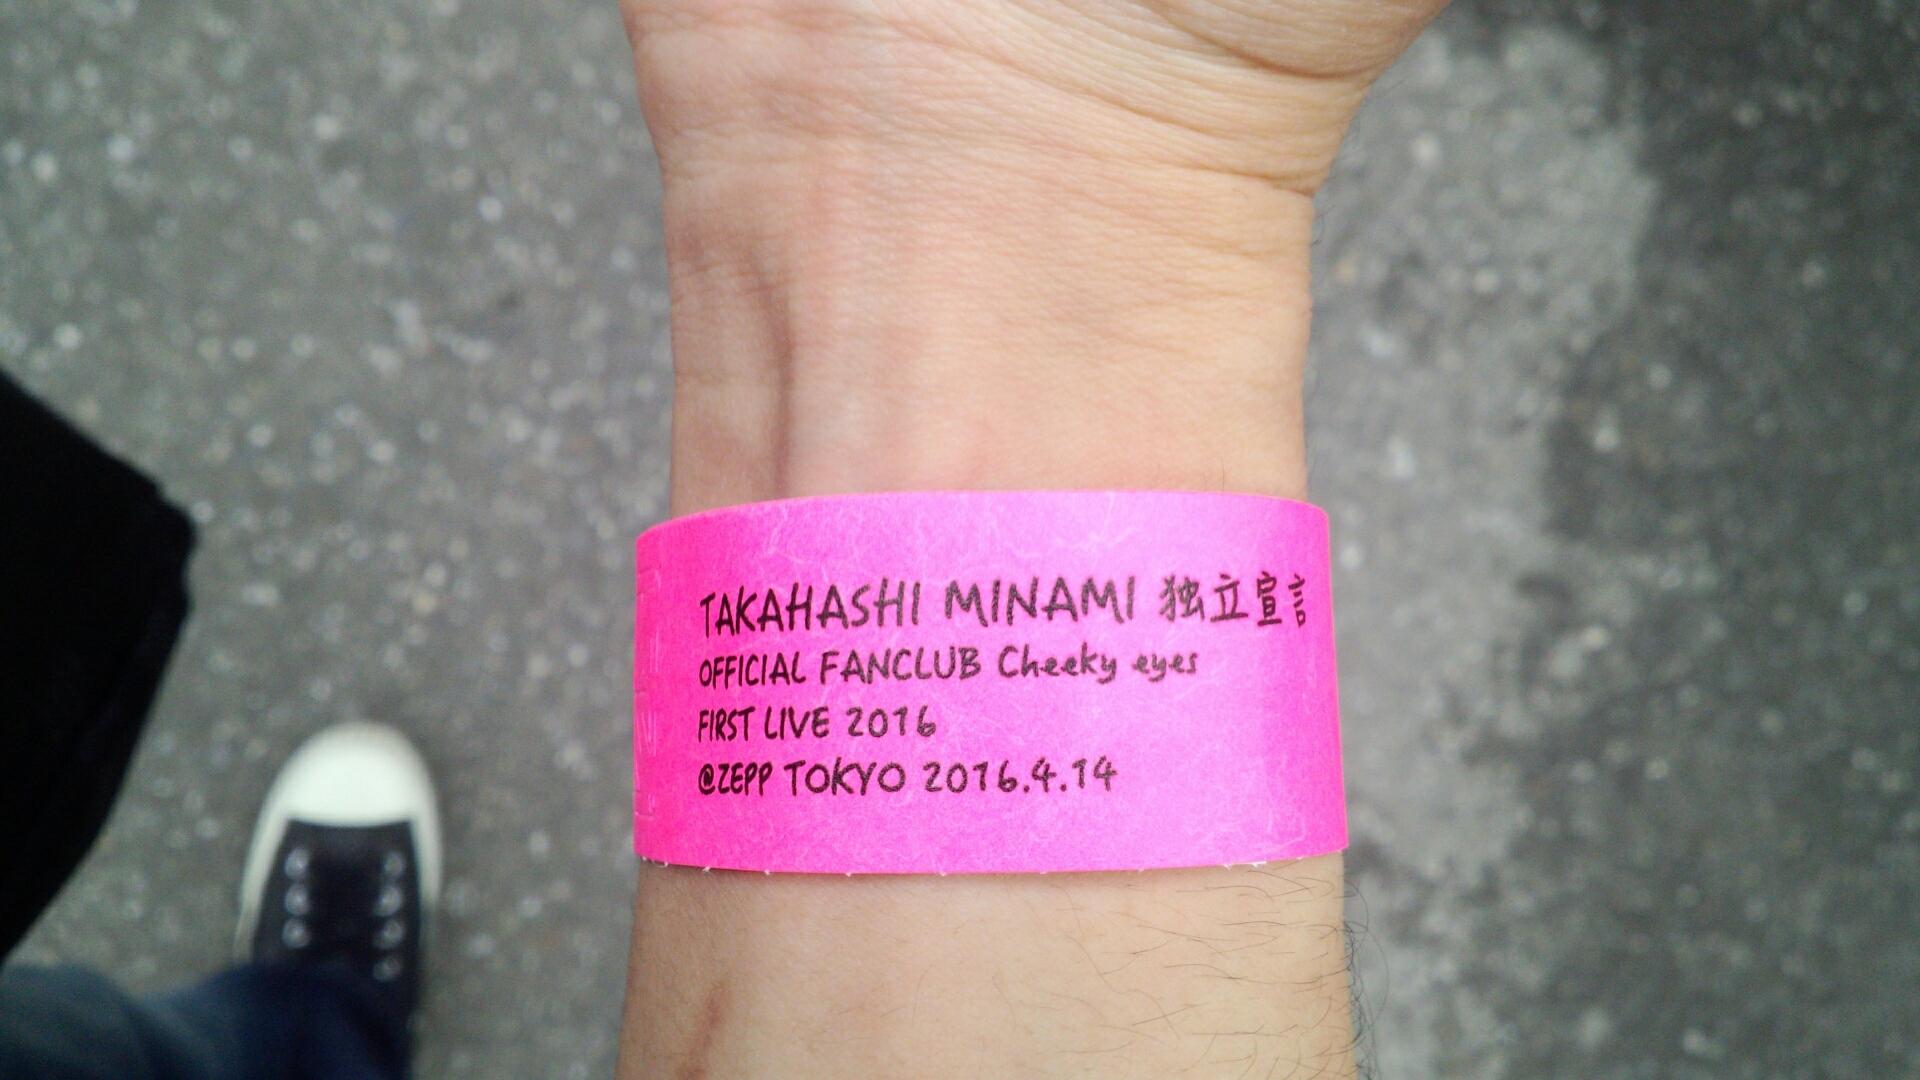 TAKAHASHI MINAMI 独立宣言
OFFICIAL FANCLUB Cheeky eyes
FIRST LIVE 2016
@ZEPP TOKYO 2016.4.14